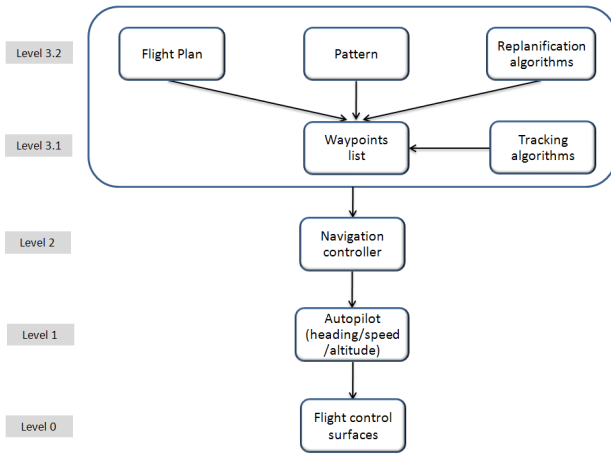 Level 3.2
Flight Plan
Pattern
Replanification
algorithms
Level 3.1
Waypoints
list
Tracking
algorithms
Level 2
Navigation
controller
Level 1
Autopilot
(heading/speed
/altitude)
Level 0
Flight control
surfaces